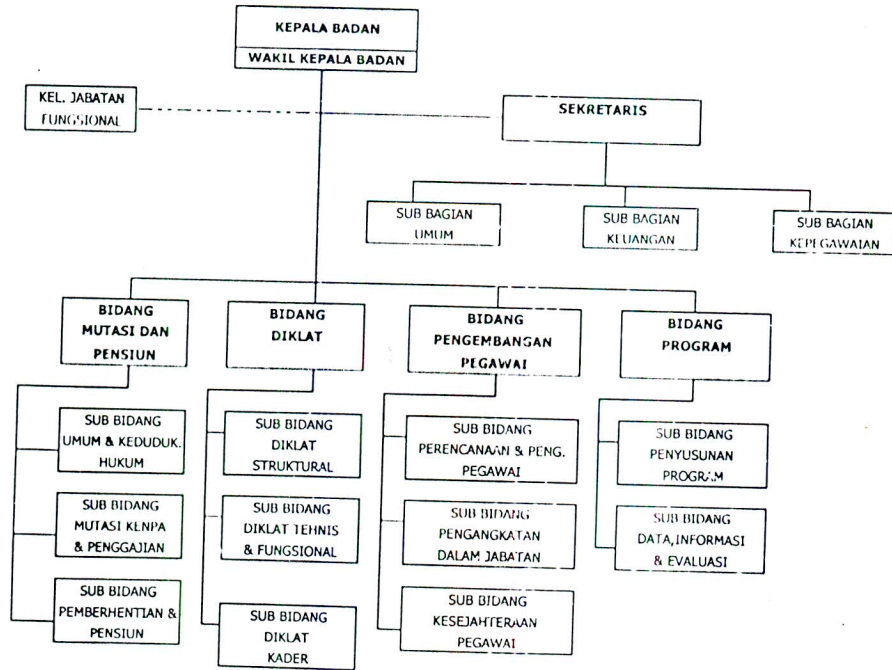 KEPALA BADAN
WAKIL KEPALA BADAN
KEL. JABATAN
FUNGSIONAL
SEKRETARIS
SUB BAGIAN
UMUM
SUB BAGIAN
KEUANGAN
SUB BAGIAN
KEPEGAWAIAN
BIDANG
MUTASI DAN
PENSIUN
BIDANG
DIKLAT
BIDANG
PENGEMBANGAN
PEGAWAI
BIDANG
PROGRAM
SUB BIDANG
UMUM & KEDUDUK.
HUKUM
SUB BIDANG
DIKLAT
STRUKTURAL
SUB BIDANG
PERENCANAAN & PENG.
PEGAWAI
SUB BIDANG
PENYUSUNAN
PROGRAM
SUB BIDANG
MUTASI KENPA
& PENGGAJIAN
SUB BIDANG
DIKLAT TEHNIS
& FUNGSIONAL
SUB BIDANG
PENGANGKATAN
DALAM JABATAN
SUB BIDANG
DATA, INFORMASI
& EVALUASI
SUB BIDANG
PEMBERHENTIAN &
PENSIUN
SUB BIDANG
DIKLAT
KADER
SUB BIDANG
KESEJAHTERAAN
PEGAWAI